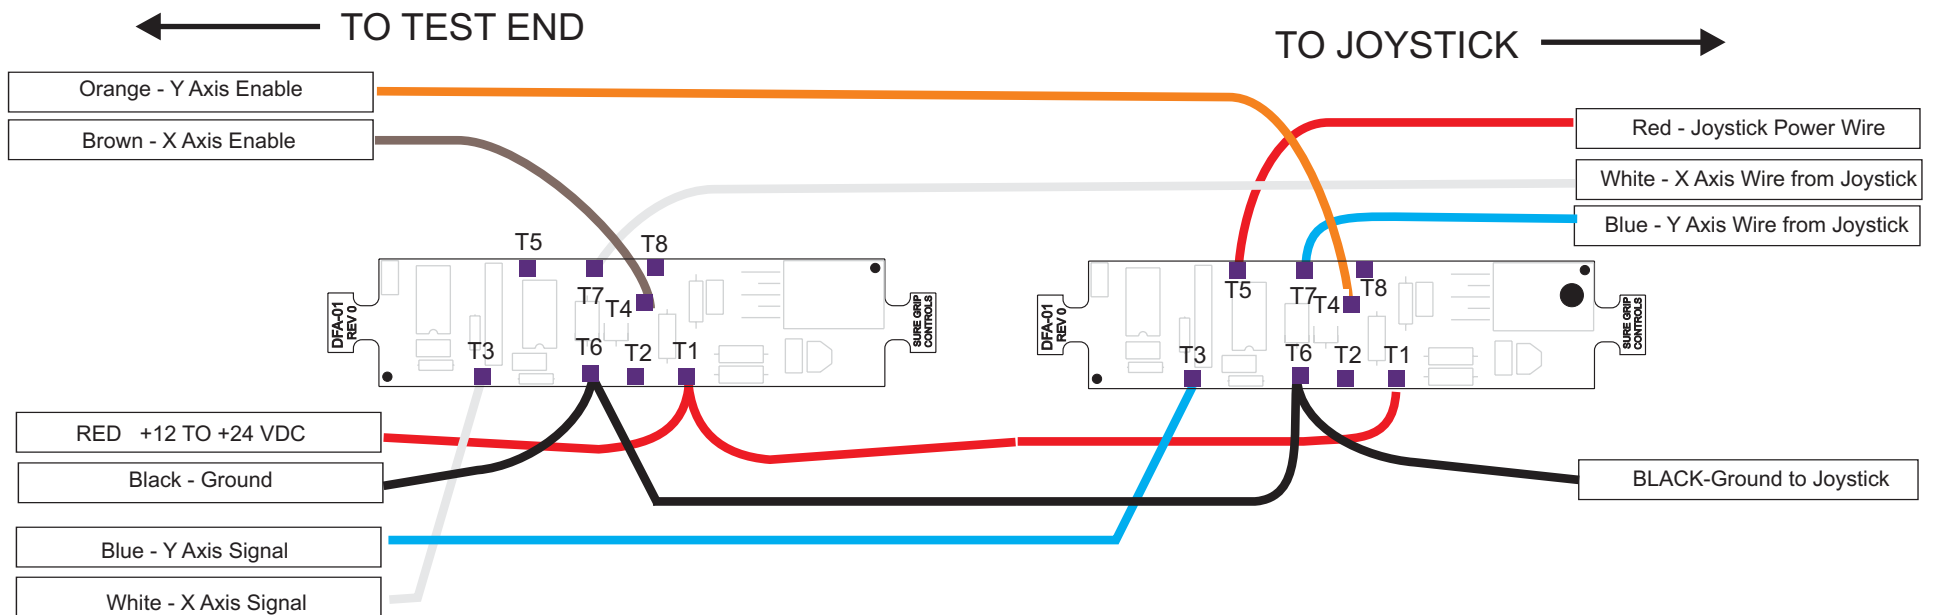 TO TEST END
TO JOYSTICK
Orange - Y Axis Enable
Brown - X Axis Enable
Red - Joystick Power Wire
White - X Axis Wire from Joystick
Blue - Y Axis Wire from Joystick
T5
T8
T7
T4
T3
T6
T2
T1
DFA-01
REV 0
SURE GRIP
CONTROLS
T5
T7
T8
T4
T3
T6
T2
T1
DFA-01
REV 0
SURE GRIP
CONTROLS
RED +12 TO +24 VDC
Black - Ground
Blue - Y Axis Signal
White - X Axis Signal
BLACK-Ground to Joystick